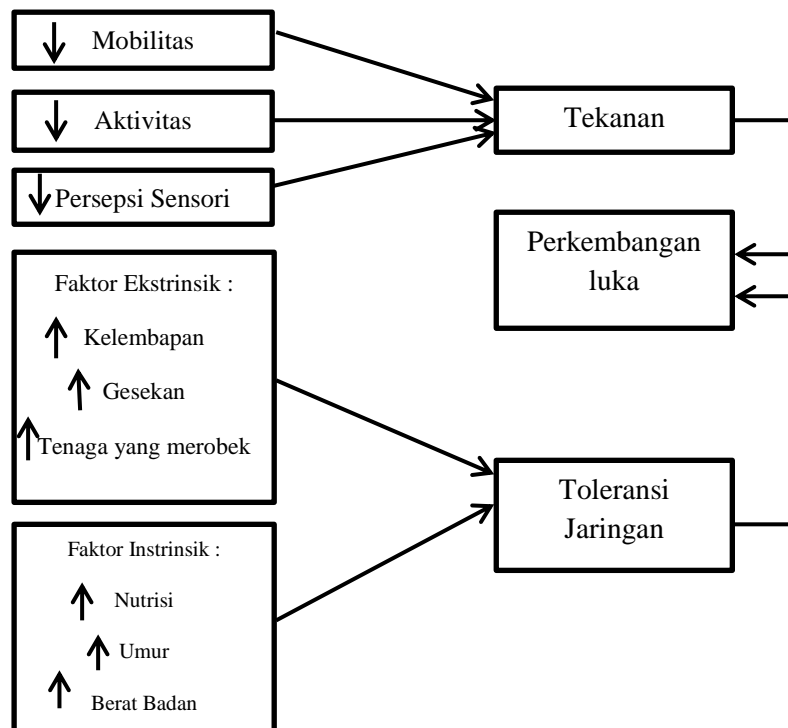 Mobilitas
Aktivitas
Persepsi Sensori
Tekanan
Perkembangan
luka
Faktor Ekstrinsik :
Kelembapan
Gesekan
Tenaga yang merobek
Toleransi
Jaringan
Faktor Instrinsik :
Nutrisi
Umur
Berat Badan